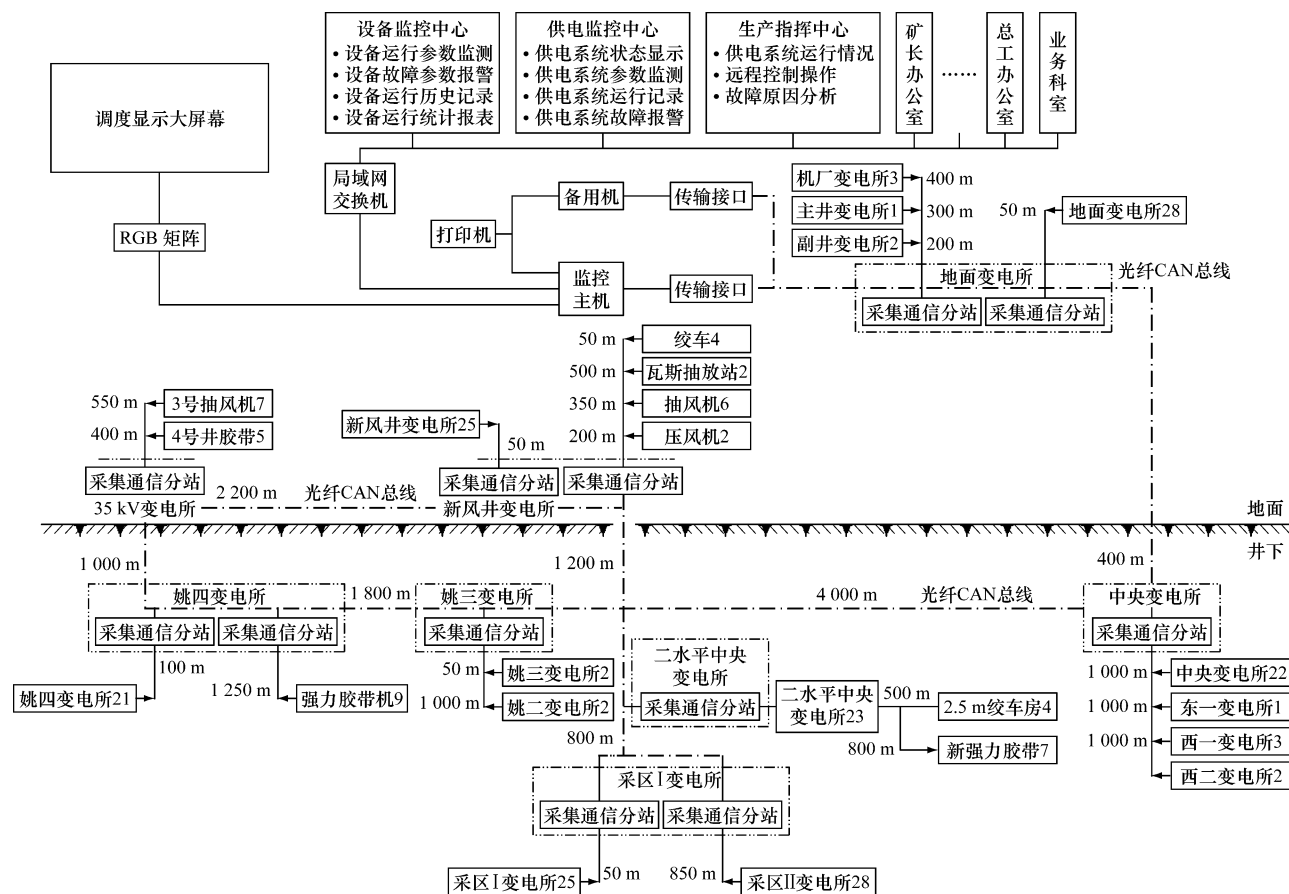 设备监控中心
• 设备运行参数监测
• 设备故障参数报警
• 设备运行历史记录
• 设备运行统计报表
供电监控中心
• 供电系统状态显示
• 供电系统参数监测
• 供电系统运行记录
• 供电系统故障报警
生产指挥中心
• 供电系统运行情况
• 远程控制操作
• 故障原因分析
矿长办公室
……
总工办公室
业务科室
调度显示大屏幕
局域网
交换机
RGB 矩阵
打印机
备用机
传输接口
监控
主机
传输接口
机厂变电所3
400 m
主井变电所1
300 m
副井变电所2
200 m
50 m
地面变电所28
地面变电所
光纤CAN总线
采集通信分站
采集通信分站
50 m
绞车4
500 m
瓦斯抽放站2
350 m
抽风机6
200 m
压风机2
550 m
3号抽风机7
400 m
4号井胶带5
新风井变电所25
50 m
采集通信分站
采集通信分站
采集通信分站
2 200 m
光纤CAN总线
35 kV变电所
新风井变电所
地面
井下
1 000 m
1 200 m
400 m
姚四变电所
1 800 m
姚三变电所
4 000 m
光纤CAN总线
中央变电所
采集通信分站
采集通信分站
采集通信分站
采集通信分站
100 m
姚四变电所21
1 250 m
强力胶带机9
50 m
姚三变电所2
1 000 m
姚二变电所2
二水平中央
变电所
采集通信分站
二水平中央
变电所23
500 m
2.5 m绞车房4
800 m
新强力胶带7
1 000 m
中央变电所22
1 000 m
东一变电所1
1 000 m
西一变电所3
西二变电所2
800 m
采区Ⅰ变电所
采集通信分站
采集通信分站
采区Ⅰ变电所25
50 m
850 m
采区Ⅱ变电所28